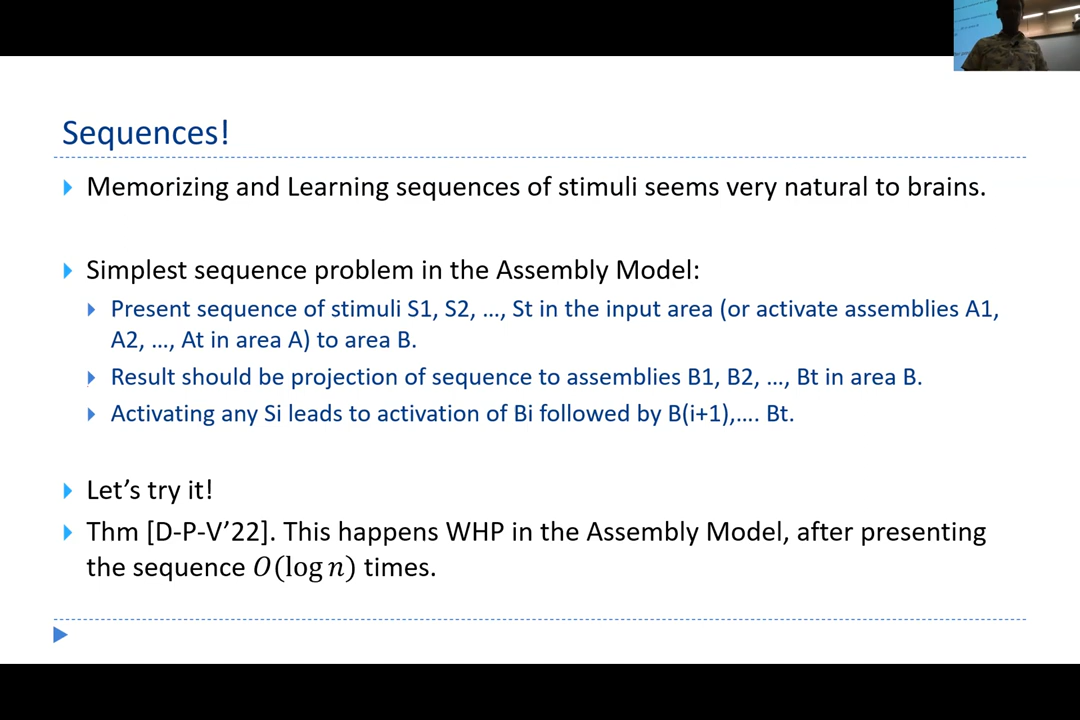 Sequences!
Memorizing and Learning sequences of stimuli seems very natural to brains.
Simplest sequence problem in the Assembly Model:
Present sequence of stimuli S1, S2, …, St in the input area (or activate assemblies A1,
A2, …, At in area A) to area B.
Result should be projection of sequence to assemblies B1, B2, …, Bt in area B.
Activating any Si leads to activation of Bi followed by B(i+1),…. Bt.
Let’s try it!
Thm [D-P-V’22]. This happens WHP in the Assembly Model, after presenting
the sequence O(log n) times.